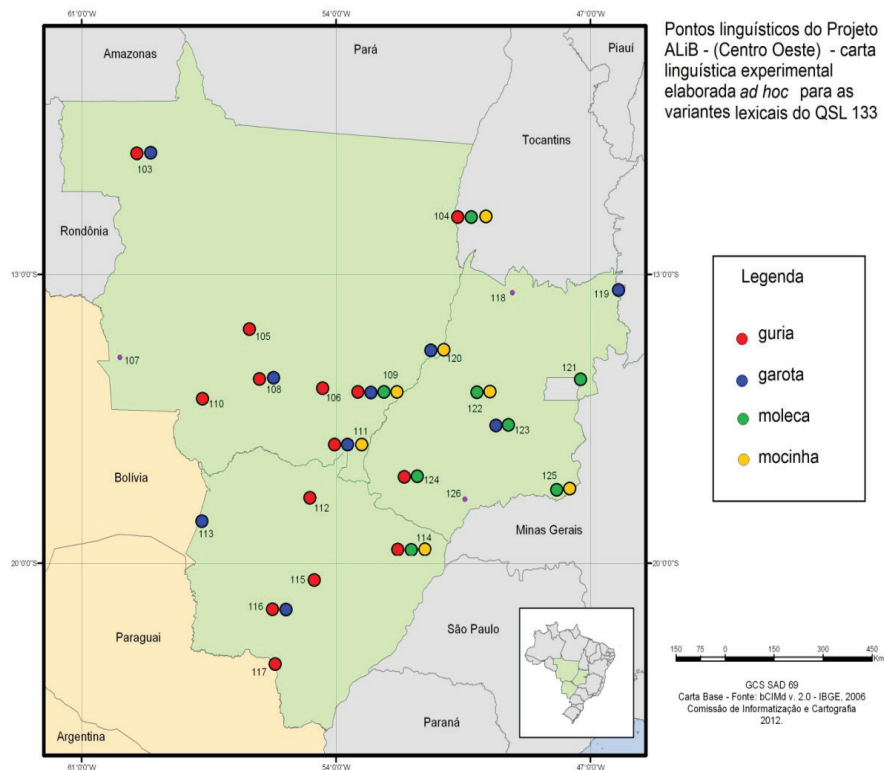 61°0'0"W
54°0'0"W
47°0'0"W
Amazonas
Pará
Piauí
Tocantins
103
104
Rondônia
13°0'0"S
13°0'0"S
118
119
105
107
120
121
108
106
109
110
122
111
123
Bolívia
124
125
112
126
113
Minas Gerais
114
20°0'0"S
20°0'0"S
115
116
São Paulo
Paraguai
117
Paraná
Argentina
61°0'0"W
54°0'0"W
47°0'0"W
Pontos linguísticos do Projeto
ALiB - (Centro Oeste) - carta
linguística experimental
elaborada ad hoc para as
variantes lexicais do QSL 133
Legenda
guria
garota
moleca
mocinha
150 75 0 150 300 450
Km
GCS SAD 69
Carta Base - Fonte: bCIMd v. 2.0 - IBGE, 2006
Comissão de Informatização e Cartografia
2012.